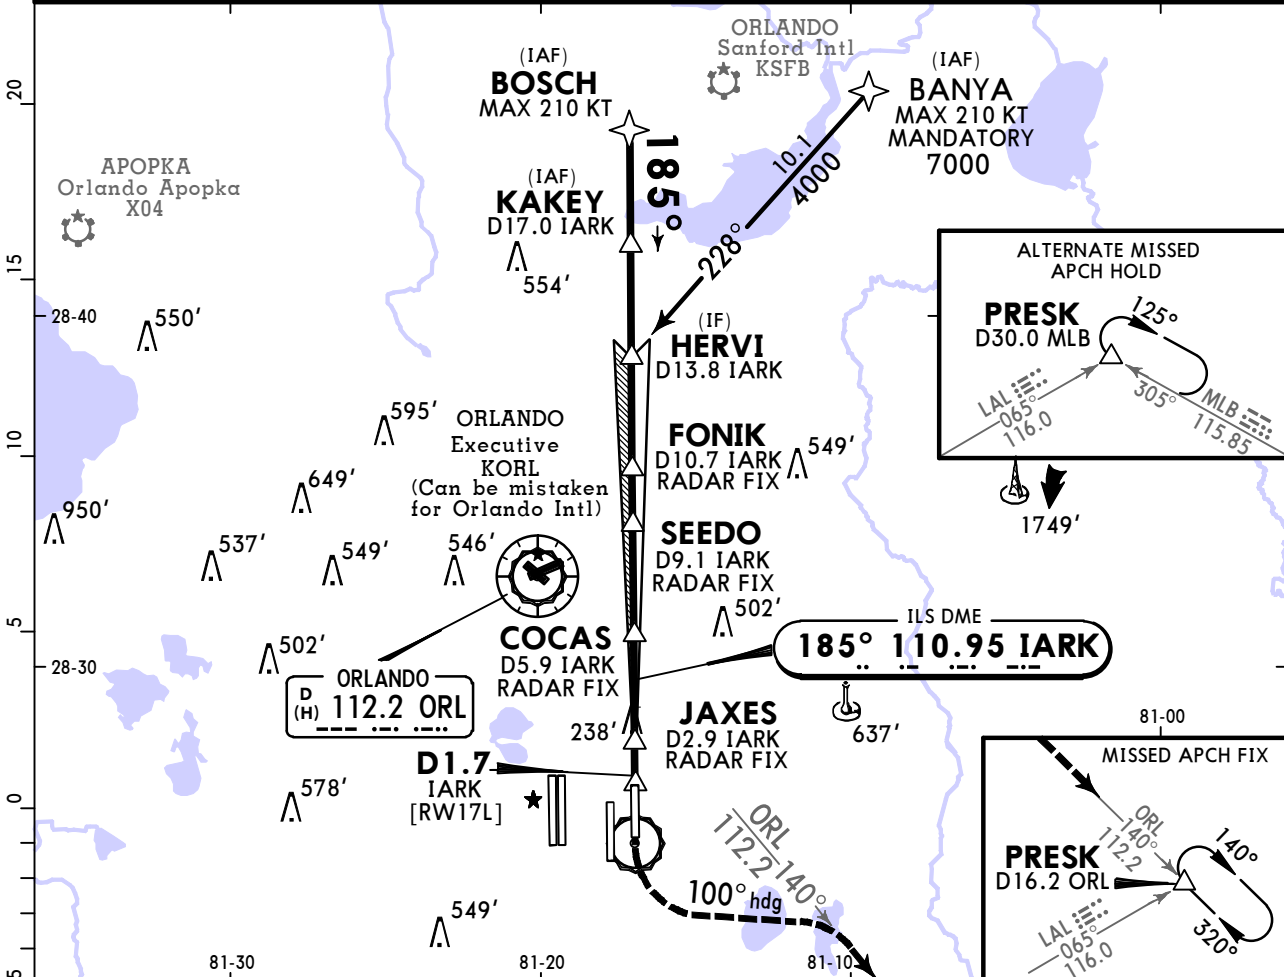 ORLANDO
Sanford Intl
KSFB
(IAF)
BOSCH
MAX 210 KT
(IAF)
BANYA
MAX 210 KT
MANDATORY
7000
20
185°
10.1
4000
APOPKA
Orlando Apopka
X04
(IAF)
KAKEY
D17.0 IARK
554'
228°
15
28-40
550'
(IF)
HERVI
D13.8 IARK
ALTERNATE MISSED
APCH HOLD
PRESK
D30.0 MLB
125°
LAL
065°
116.0
305°
MLB
115.85
595'
ORLANDO
Executive
KORL
(Can be mistaken
for Orlando Intl)
10
FONIK
D10.7 IARK
RADAR FIX
549'
649'
950'
1749'
537'
549'
546'
SEEDO
D9.1 IARK
RADAR FIX
502'
5
28-30
502'
COCAS
D5.9 IARK
RADAR FIX
ILS DME
185° 110.95 IARK
ORLANDO
D
(H)
112.2 ORL
637'
81-00
238'
JAXES
D2.9 IARK
RADAR FIX
D1.7
IARK
[RW17L]
578'
0
MISSED APCH FIX
ORL
140°
112.2
PRESK
D16.2 ORL
140°
320°
LAL
065°
116.0
ORL
112.2
140°
100° hdg
549'
5
81-30
81-20
81-10